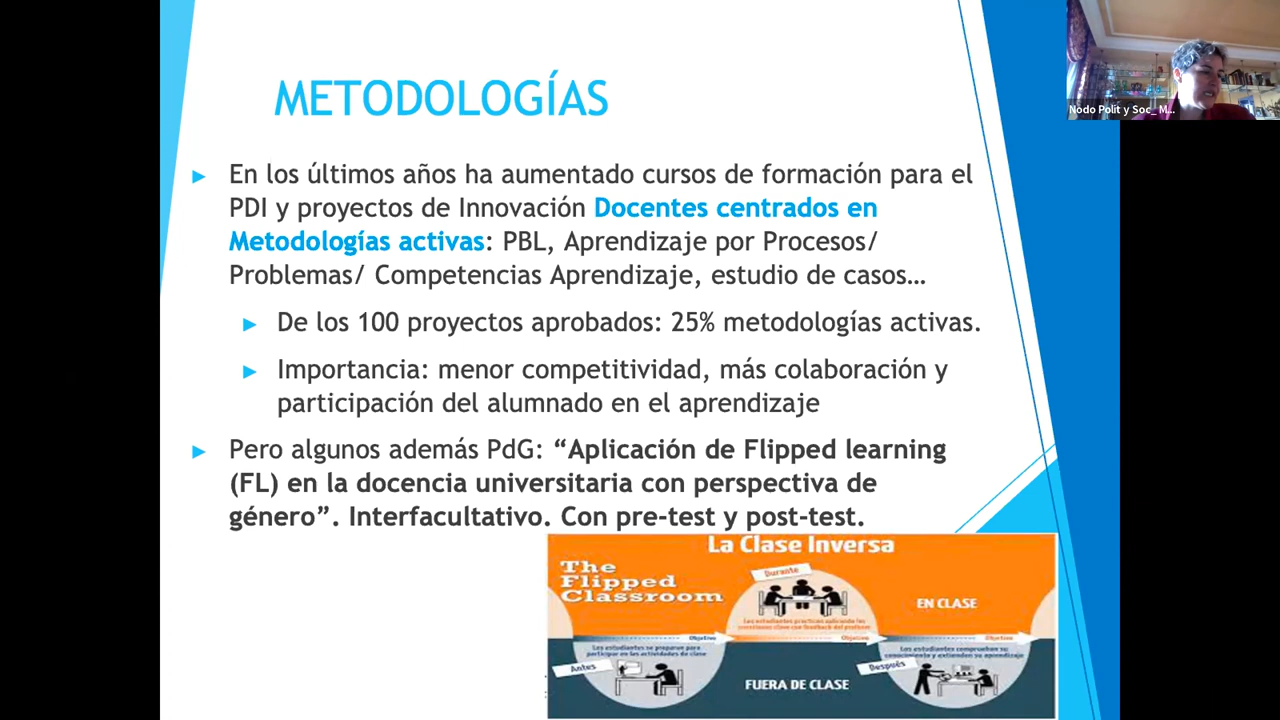 METODOLOGÍAS
Nodo Polit y Soc_ M...
En los últimos años ha aumentado cursos de formación para el
PDI y proyectos de Innovación Docentes centrados en
Metodologías activas: PBL, Aprendizaje por Procesos/
Problemas/ Competencias Aprendizaje, estudio de casos…
De los 100 proyectos aprobados: 25% metodologías activas.
Importancia: menor competitividad, más colaboración y
participación del alumnado en el aprendizaje
Pero algunos además PdG: “Aplicación de Flipped learning
(FL) en la docencia universitaria con perspectiva de
género”. Interfacultativo. Con pre-test y post-test.
La Clase Inversa
The
Flipped
Classroom
Durante
EN CLASE
Los estudiantes practican aplicando los
conceptos clave con feedback del profesor
Objetivo
Objetivo
Objetivo
Los estudiantes se preparan para
participar en las actividades de clase
Antes
Los estudiantes comprueban su
conocimiento y extienden su aprendizaje
Después
FUERA DE CLASE